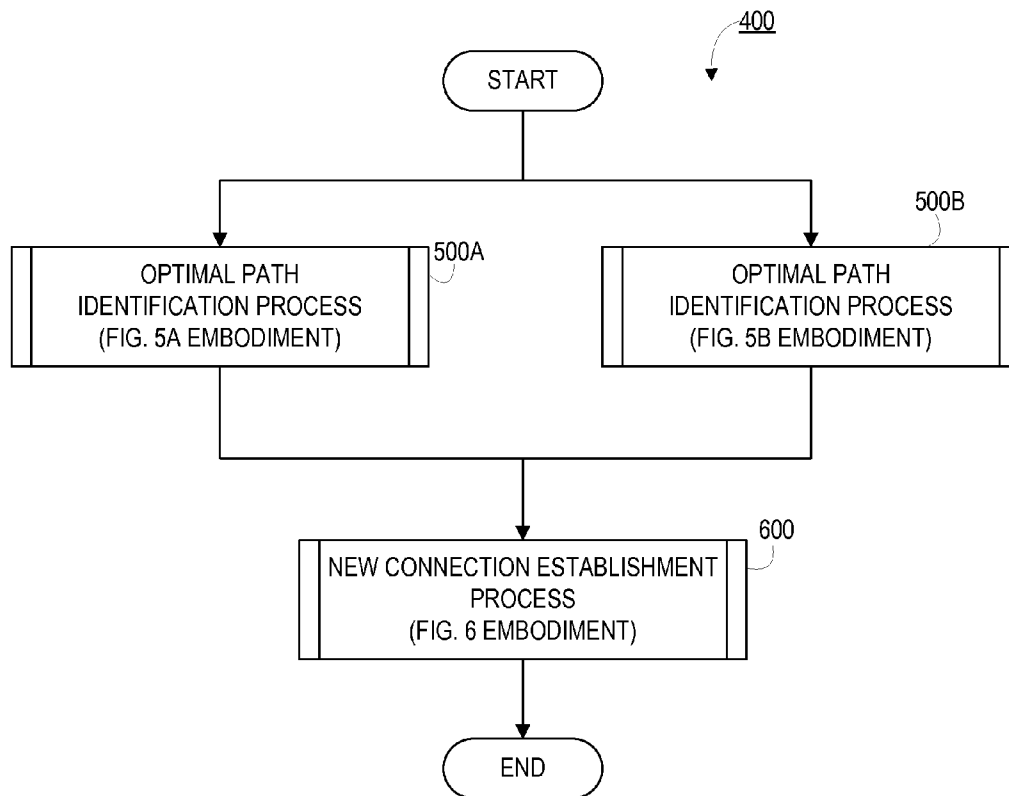 400
START
500B
500A
OPTIMAL PATH
IDENTIFICATION PROCESS
(FIG. 5A EMBODIMENT)
OPTIMAL PATH
IDENTIFICATION PROCESS
(FIG. 5B EMBODIMENT)
600
NEW CONNECTION ESTABLISHMENT
PROCESS
(FIG. 6 EMBODIMENT)
END